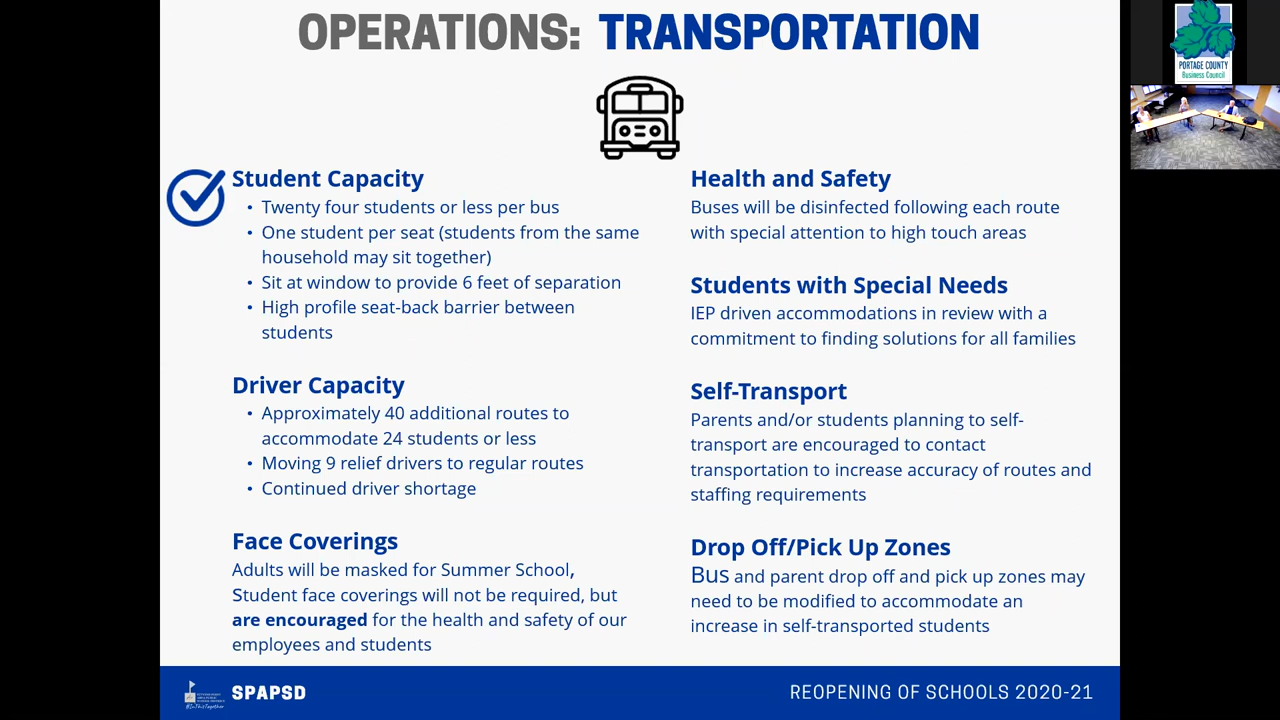 OPERATIONS: TRANSPORTATION
Student Capacity
• Twenty four students or less per bus
• One student per seat (students from the same
household may sit together)
• Sit at window to provide 6 feet of separation
• High profile seat-back barrier between
students
Driver Capacity
• Approximately 40 additional routes to
accommodate 24 students or less
• Moving 9 relief drivers to regular routes
• Continued driver shortage
Face Coverings
Adults will be masked for Summer School,
Student face coverings will not be required, but
are encouraged for the health and safety of our
employees and students
Health and Safety
Buses will be disinfected following each route
with special attention to high touch areas
Students with Special Needs
IEP driven accommodations in review with a
commitment to finding solutions for all families
Self-Transport
Parents and/or students planning to self-
transport are encouraged to contact
transportation to increase accuracy of routes and
staffing requirements
Drop Off/Pick Up Zones
Bus and parent drop off and pick up zones may
need to be modified to accommodate an
increase in self-transported students
SPAPSD
REOPENING OF SCHOOLS 2020-21
#InThisTogether
PORTAGE COUNTY
Business Council